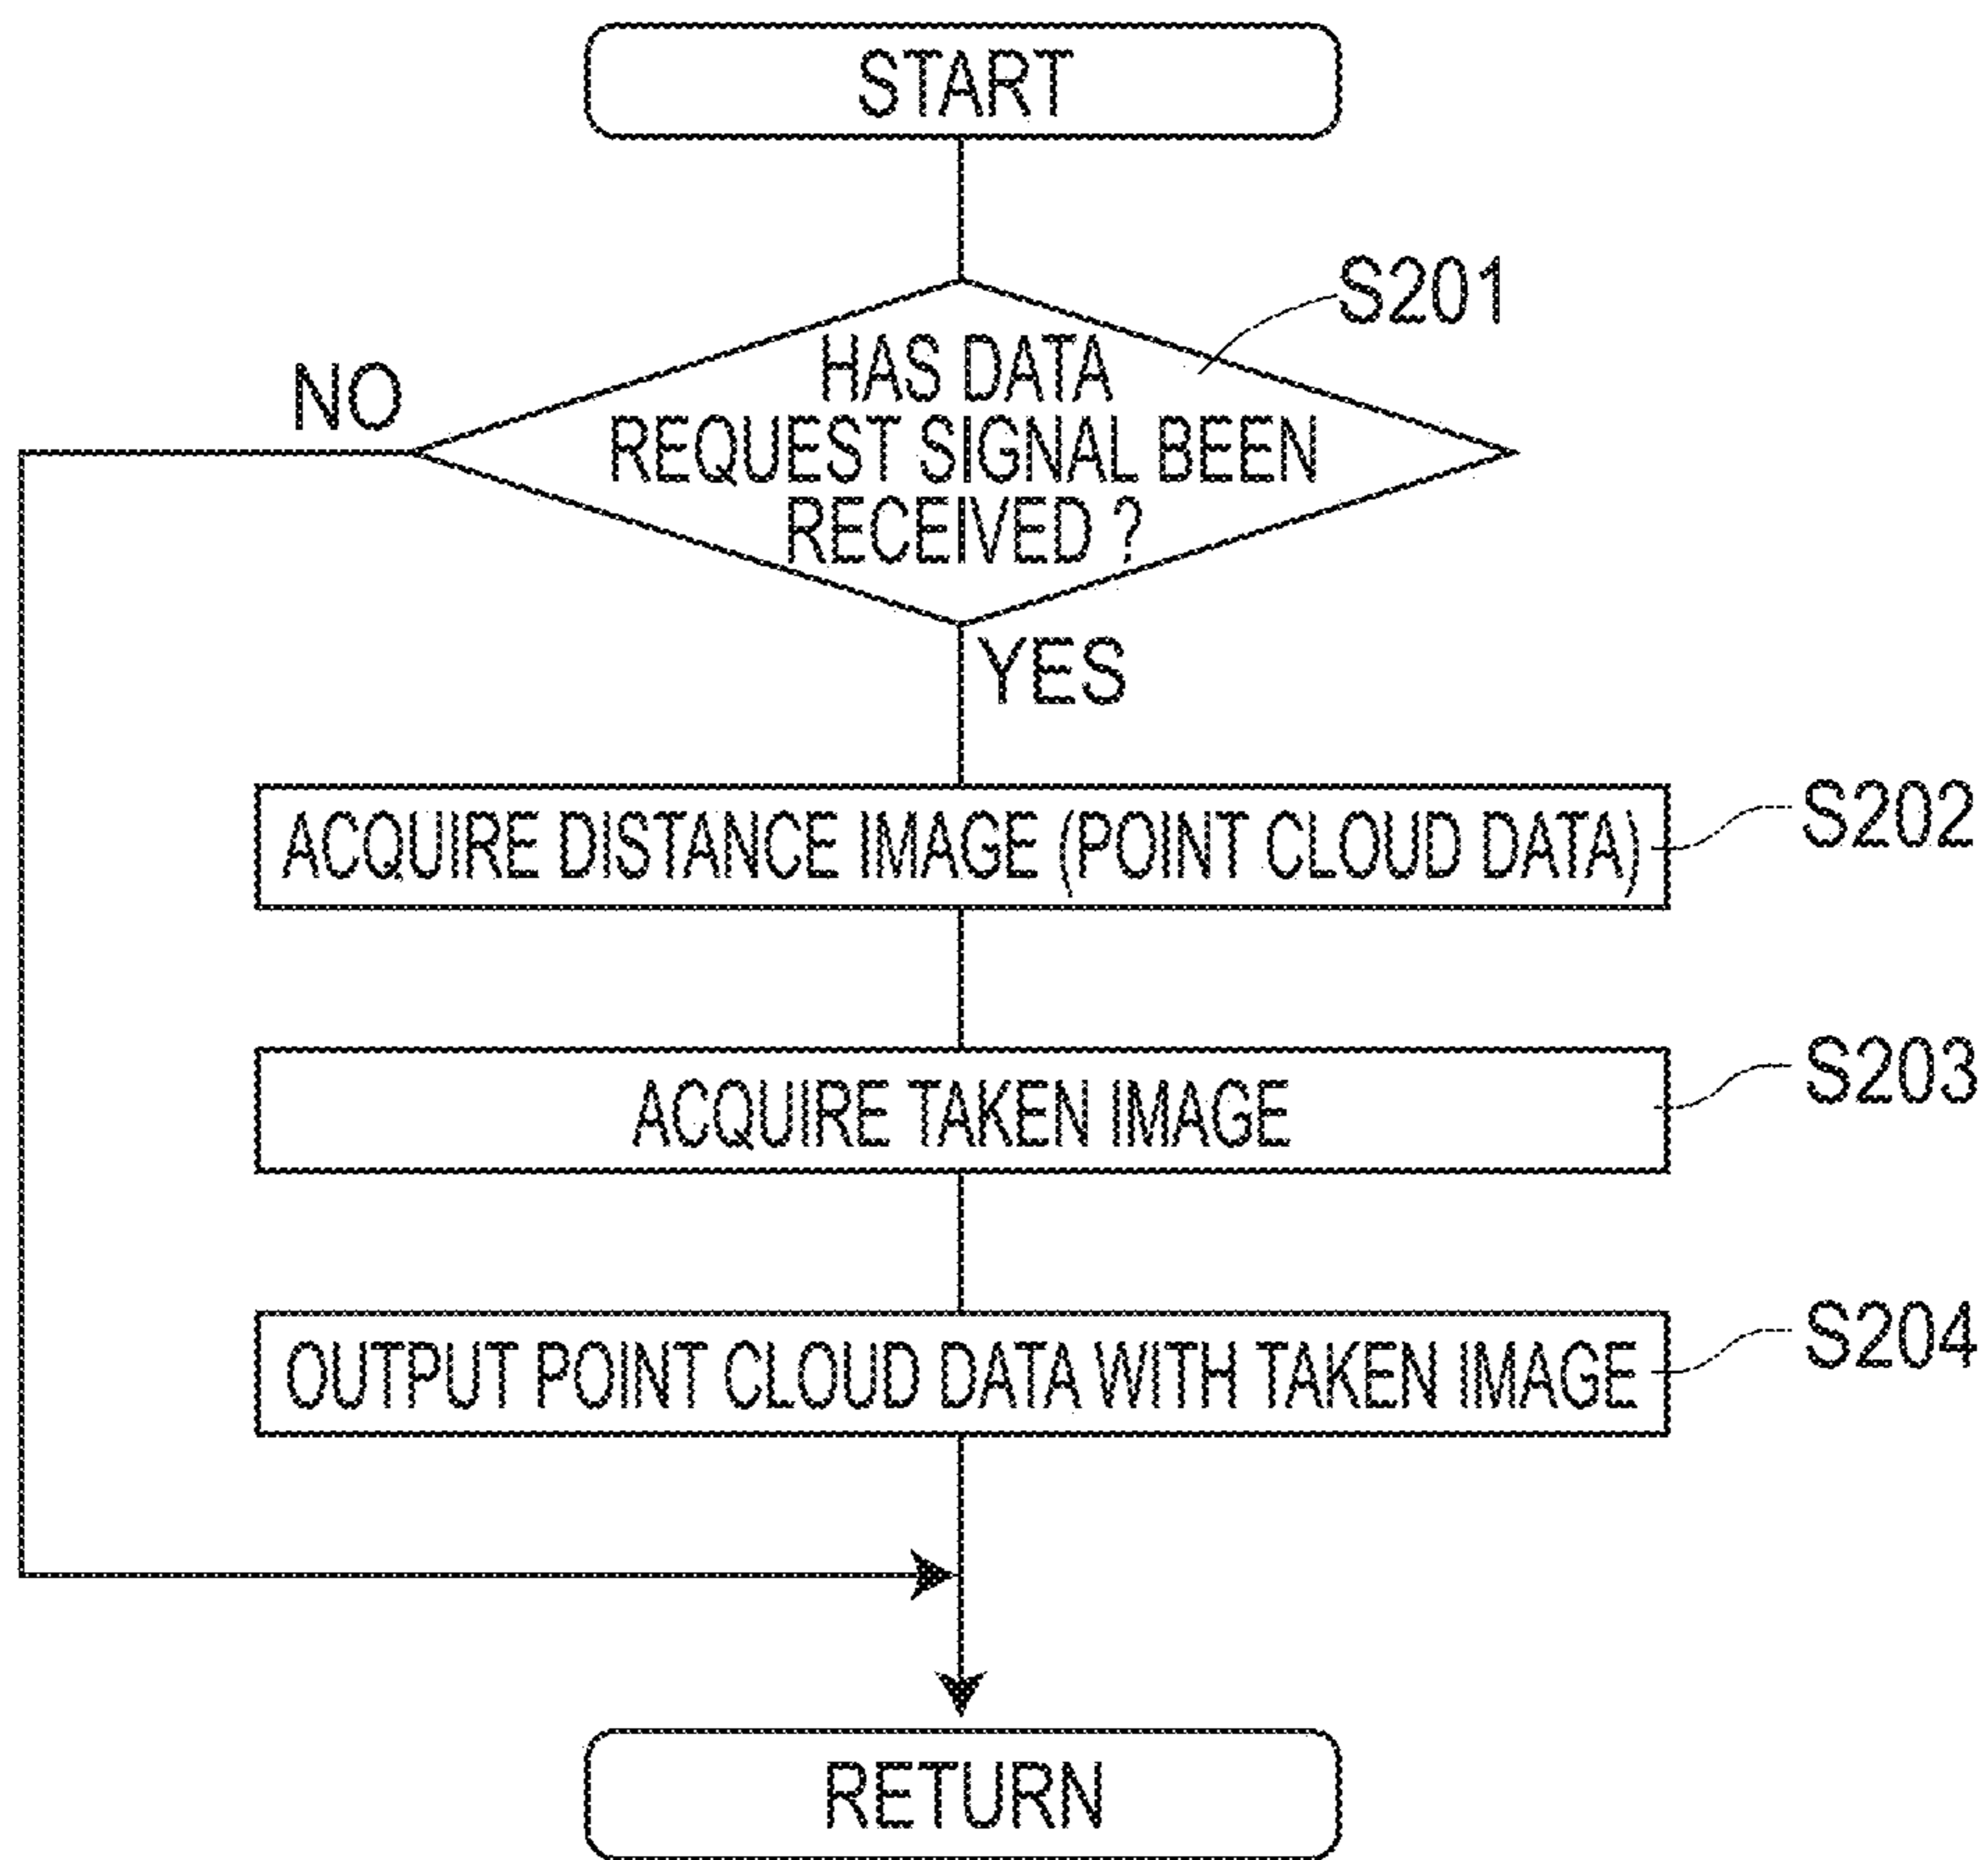 START
S201
HAS DATA
NO
REQUEST SIGNAL BEEN
RECEIVED ?
YES
ACQUIRE DISTANCE IMAGE (POINT CLOUD DATA)
S202
ACQUIRE TAKEN IMAGE
S203
OUTPUT POINT CLOUD DATA WITH TAKEN IMAGE
S204
RETURN